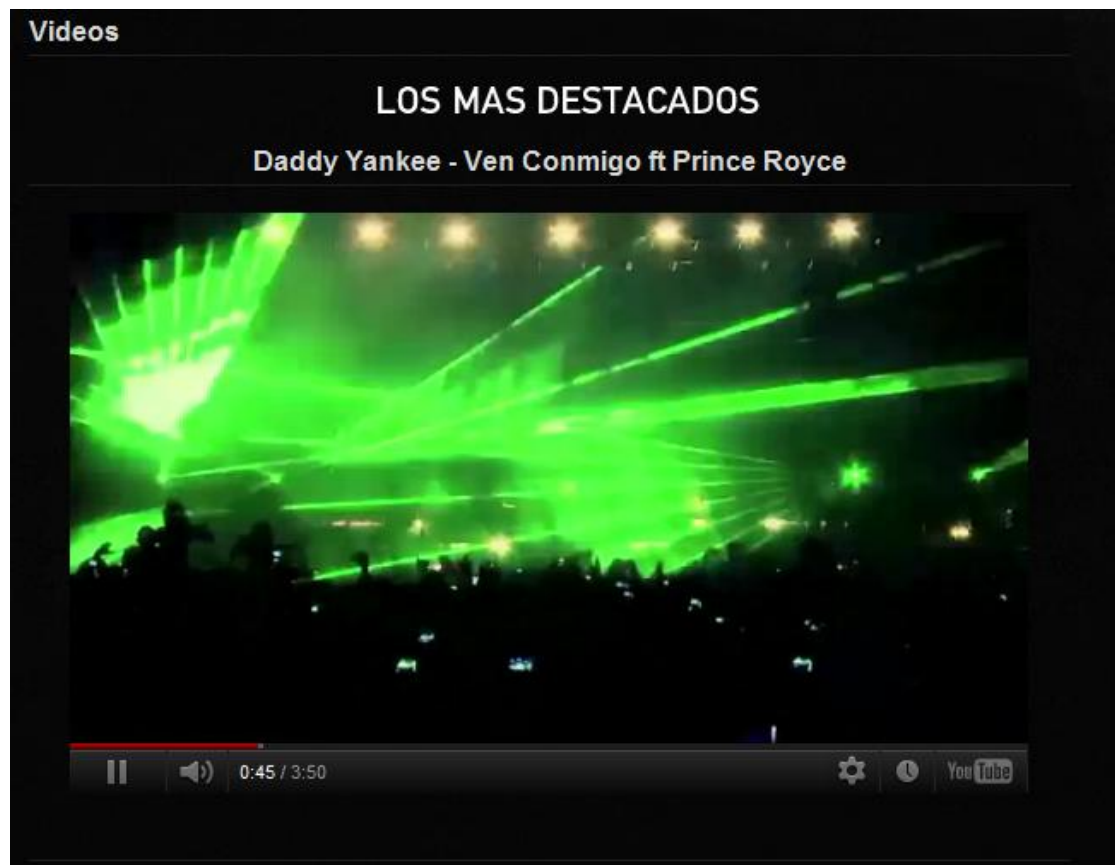 Videos
LOS MAS DESTACADOS
Daddy Yankee - Ven Conmigo ft Prince Royce
0:45 / 3:50
YouTube